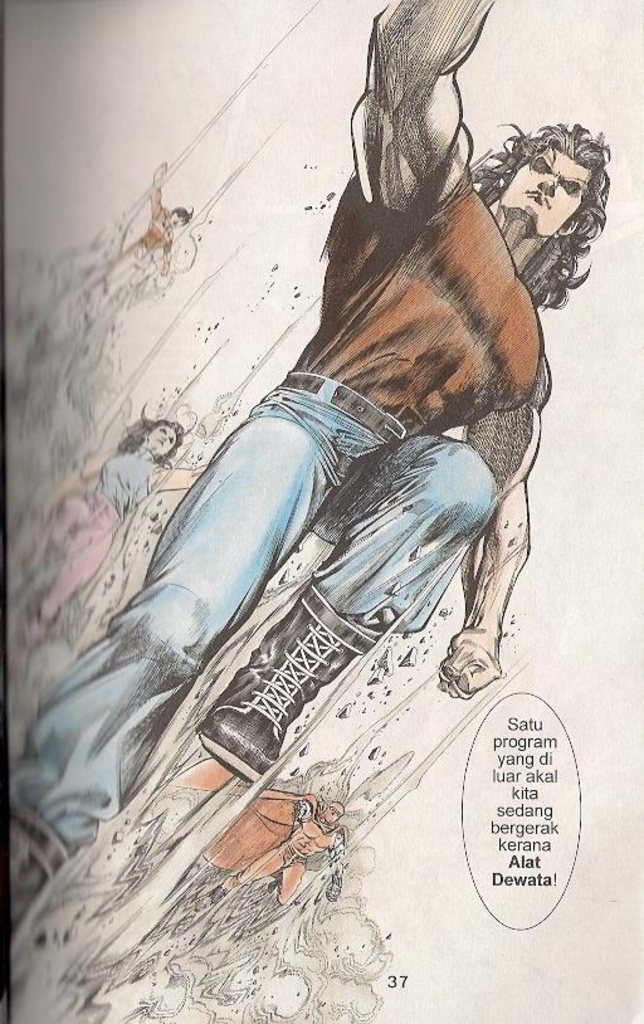 Satu
program
yang di
luar akal
kita
sedang
bergerak
kerana
Alat
Dewata!
37